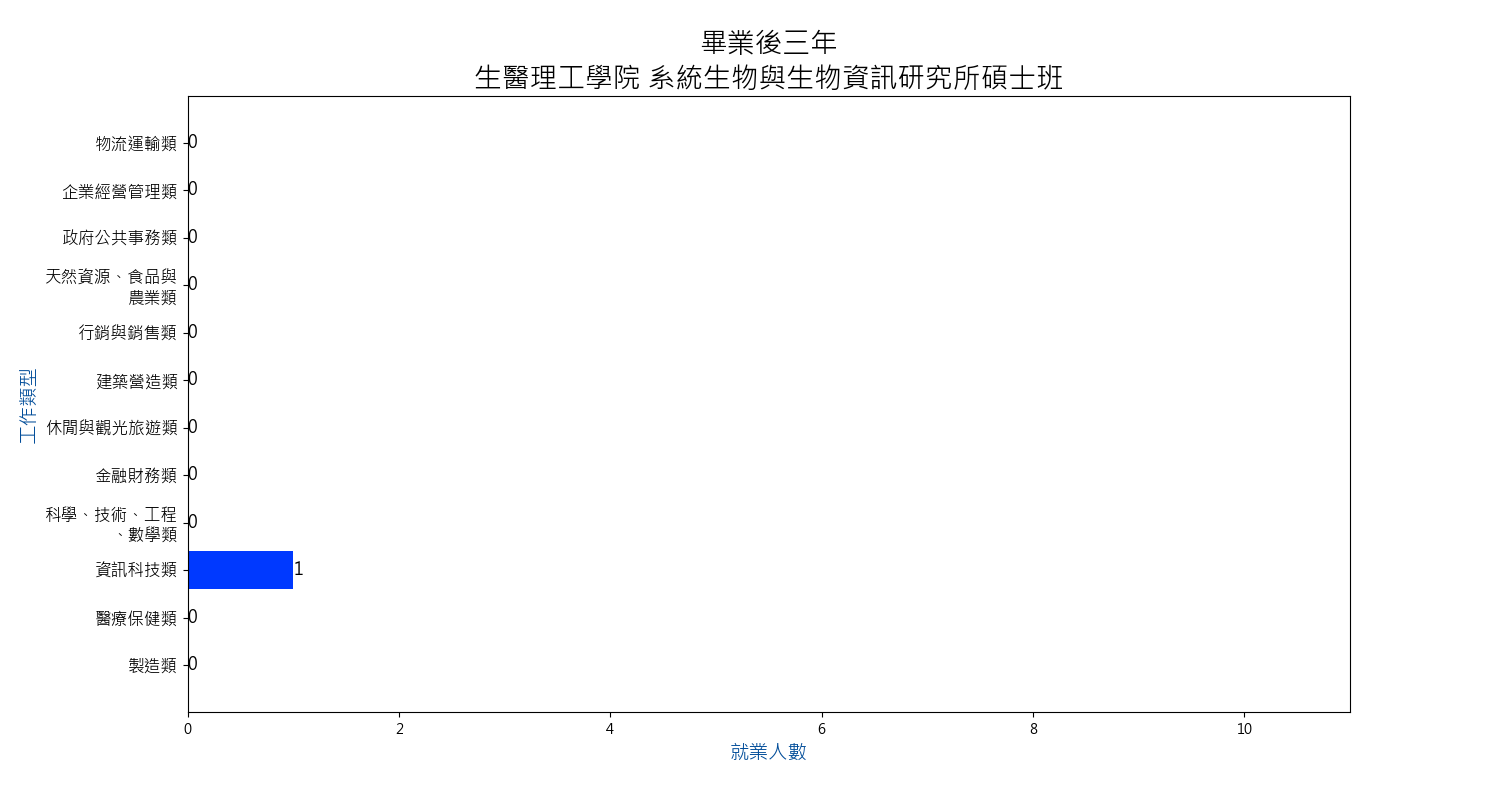 畢業後三年
生醫理工學院 系統生物與生物資訊研究所碩士班
物流運輸類 0
企業經營管理類 0
政府公共事務類 0
天然資源、食品與
農業類 0
行銷與銷售類 0
建築營造類 0
休閒與觀光旅遊類 0
金融財務類 0
科學、技術、工程
、數學類 0
資訊科技類 1
醫療保健類 0
製造類 0
工作類型
0 2 4 6 8 10
就業人數